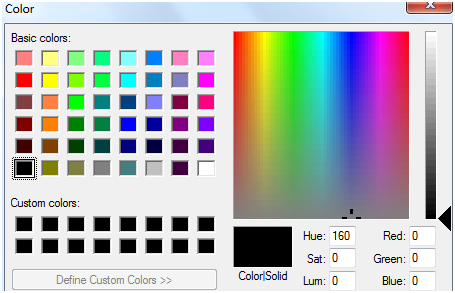 Color
Basic colors:
Custom colors:
Define Custom Colors >>
Color|Solid
Hue: 160
Sat: 0
Lum: 0
Red: 0
Green: 0
Blue: 0